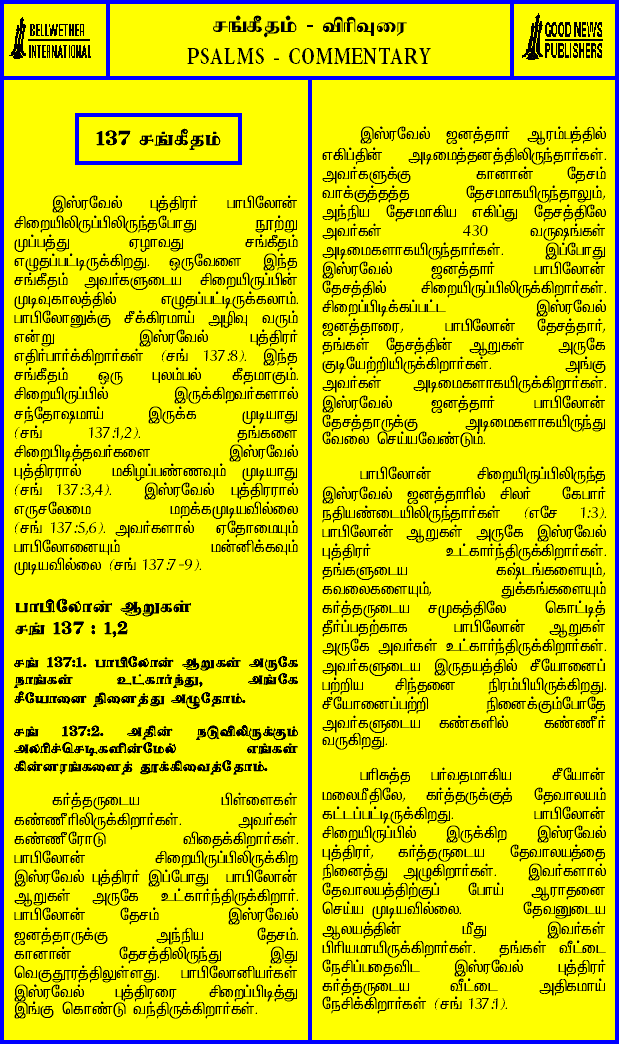 BELLWETHER
INTERNATIONAL
சங்கீதம் - விரிவுரை
PSALMS - COMMENTARY
GOOD NEWS
PUBLISHERS
137 சங்கீதம்
இஸ்ரவேல் புத்திரர் பாபிலோன்
சிறையிலிருப்பிலிருந்தபோது நூற்று
முப்பத்து ஏழாவது சங்கீதம்
எழுதப்பட்டிருக்கிறது. ஒருவேளை இந்த
சங்கீதம் அவர்களுடைய சிறையிருப்பின்
முடிவுகாலத்தில் எழுதப்பட்டிருக்கலாம்.
பாபிலோனுக்கு சீக்கிரமாய் அழிவு வரும்
என்று இஸ்ரவேல் புத்திரர்
எதிர்பார்க்கிறார்கள் (சங் 137:8). இந்த
சங்கீதம் ஒரு புலம்பல் கீதமாகும்.
சிறையிருப்பில் இருக்கிறவர்களால்
சந்தோஷமாய் இருக்க முடியாது
(சங் 137:1,2). தங்களை
சிறைபிடித்தவர்களை இஸ்ரவேல்
புத்திரரால் மகிழப்பண்ணவும் முடியாது
(சங் 137:3,4). இஸ்ரவேல் புத்திரரால்
எருசலேமை மறக்கமுடியவில்லை
(சங் 137:5,6). அவர்களால் ஏதோமையும்
பாபிலோனையும் மன்னிக்கவும்
முடியவில்லை (சங் 137:7-9).
பாபிலோன் ஆறுகள்
சங் 137 : 1,2
சங் 137:1. பாபிலோன் ஆறுகள் அருகே
நாங்கள் உட்கார்ந்து, அங்கே
சீயோனை நினைத்து அழுதோம்.
சங் 137:2. அதின் நடுவிலிருக்கும்
அலரிச்செடிகளின்மேல் எங்கள்
கின்னரங்களைத் தூக்கிவைத்தோம்.
கர்த்தருடைய பிள்ளைகள்
கண்ணீரிலிருக்கிறார்கள். அவர்கள்
கண்ணீரோடு விதைக்கிறார்கள்.
பாபிலோன் சிறையிருப்பிலிருக்கிற
இஸ்ரவேல் புத்திரர் இப்போது பாபிலோன்
ஆறுகள் அருகே உட்கார்ந்திருக்கிறார்.
பாபிலோன் தேசம் இஸ்ரவேல்
ஜனத்தாருக்கு அந்நிய தேசம்.
கானான் தேசத்திலிருந்து இது
வெகுதூரத்திலுள்ளது. பாபிலோனியர்கள்
இஸ்ரவேல் புத்திரரை சிறைப்பிடித்து
இங்கு கொண்டு வந்திருக்கிறார்கள்.
இஸ்ரவேல் ஜனத்தார் ஆரம்பத்தில்
எகிப்தின் அடிமைத்தனத்திலிருந்தார்கள்.
அவர்களுக்கு கானான் தேசம்
வாக்குத்தத்த தேசமாகயிருந்தாலும்,
அந்நிய தேசமாகிய எகிப்து தேசத்திலே
அவர்கள் 430 வருஷங்கள்
அடிமைகளாகயிருந்தார்கள். இப்போது
இஸ்ரவேல் ஜனத்தார் பாபிலோன்
தேசத்தில் சிறையிருப்பிலிருக்கிறார்கள்.
சிறைப்பிடிக்கப்பட்ட இஸ்ரவேல்
ஜனத்தாரை, பாபிலோன் தேசத்தார்,
தங்கள் தேசத்தின் ஆறுகள் அருகே
குடியேற்றியிருக்கிறார்கள். அங்கு
அவர்கள் அடிமைகளாகயிருக்கிறார்கள்.
இஸ்ரவேல் ஜனத்தார் பாபிலோன்
தேசத்தாருக்கு அடிமைகளாகயிருந்து
வேலை செய்யவேண்டும்.
பாபிலோன் சிறையிருப்பிலிருந்த
இஸ்ரவேல் ஜனத்தாரில் சிலர் கேபார்
நதியண்டையிலிருந்தார்கள் (எசே 1:3).
பாபிலோன் ஆறுகள் அருகே இஸ்ரவேல்
புத்திரர் உட்கார்ந்திருக்கிறார்கள்.
தங்களுடைய கஷ்டங்களையும்,
கவலைகளையும், துக்கங்களையும்
கர்த்தருடைய சமுகத்திலே கொட்டித்
தீர்ப்பதற்காக பாபிலோன் ஆறுகள்
அருகே அவர்கள் உட்கார்ந்திருக்கிறார்கள்.
அவர்களுடைய இருதயத்தில் சீயோனைப்
பற்றிய சிந்தனை நிரம்பியிருக்கிறது.
சீயோனைப்பற்றி நினைக்கும்போதே
அவர்களுடைய கண்களில் கண்ணீர்
வருகிறது.
பரிசுத்த பர்வதமாகிய சீயோன்
மலைமீதிலே, கர்த்தருக்குத் தேவாலயம்
கட்டப்பட்டிருக்கிறது. பாபிலோன்
சிறையிருப்பில் இருக்கிற இஸ்ரவேல்
புத்திரர், கர்த்தருடைய தேவாலயத்தை
நினைத்து அழுகிறார்கள். இவர்களால்
தேவாலயத்திற்குப் போய் ஆராதனை
செய்ய முடியவில்லை. தேவனுடைய
ஆலயத்தின் மீது இவர்கள்
பிரியமாயிருக்கிறார்கள். தங்கள் வீட்டை
நேசிப்பதைவிட இஸ்ரவேல் புத்திரர்
கர்த்தருடைய வீட்டை அதிகமாய்
நேசிக்கிறார்கள் (சங் 137:1).